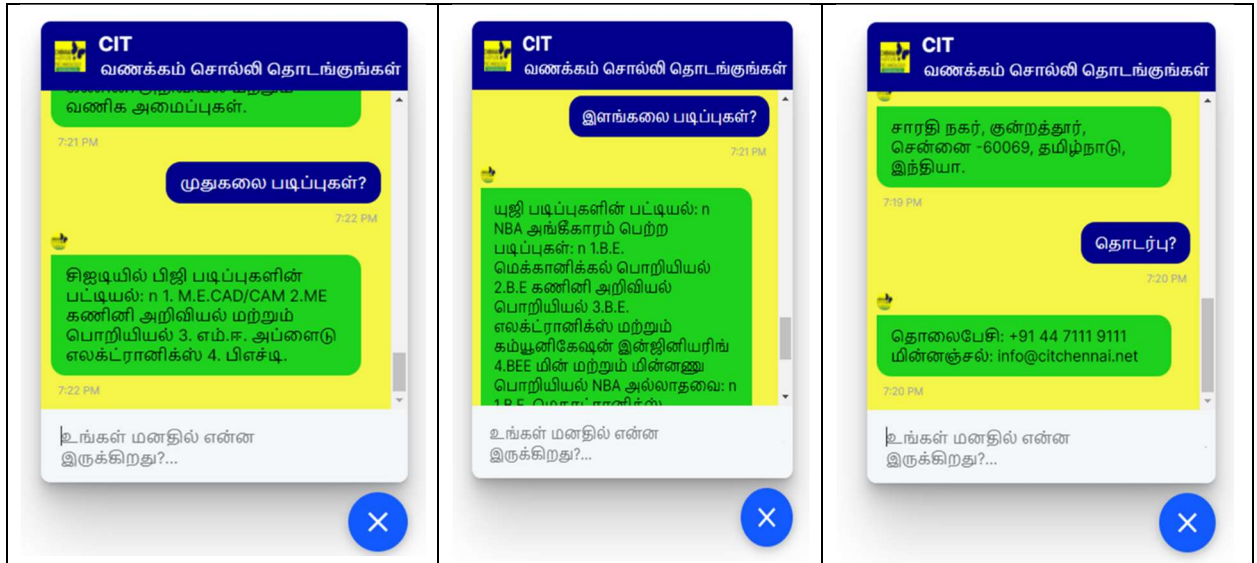 CIT
வணக்கம் சொல்லி தொடங்குங்கள்
வணிக அமைப்புகள்.
7:21 PM
முதுகலை படிப்புகள்?
7:22 PM
சிஐடியில் பிஜி படிப்புகளின்
பட்டியல்: n 1. M.E.CAD/CAM 2.ME
கணினி அறிவியல் மற்றும்
பொறியியல் 3. எம்.ஈ. அப்ளைடு
எலக்ட்ரானிக்ஸ் 4. பிஎச்டி.
7:22 PM
உங்கள் மனதில் என்ன
இருக்கிறது?...
CIT
வணக்கம் சொல்லி தொடங்குங்கள்
இளங்கலை படிப்புகள்?
7:21 PM
யுஜி படிப்புகளின் பட்டியல்: n
NBA அங்கீகாரம் பெற்ற
படிப்புகள்: n 1.B.E.
மெக்கானிக்கல் பொறியியல்
2.B.E கணினி அறிவியல்
பொறியியல் 3.B.E.
எலக்ட்ரானிக்ஸ் மற்றும்
கம்யூனிகேஷன் இன்ஜினியரிங்
4.BEE மின் மற்றும் மின்னணு
பொறியியல் NBA அல்லாதவை: n
உங்கள் மனதில் என்ன
இருக்கிறது?...
CIT
வணக்கம் சொல்லி தொடங்குங்கள்
சாரதி நகர், குன்றத்தூர்,
சென்னை -60069, தமிழ்நாடு,
இந்தியா.
7:19 PM
தொடர்பு?
7:20 PM
தொலைபேசி: +91 44 7111 9111
மின்னஞ்சல்: info@citchennai.net
7:20 PM
உங்கள் மனதில் என்ன
இருக்கிறது?...